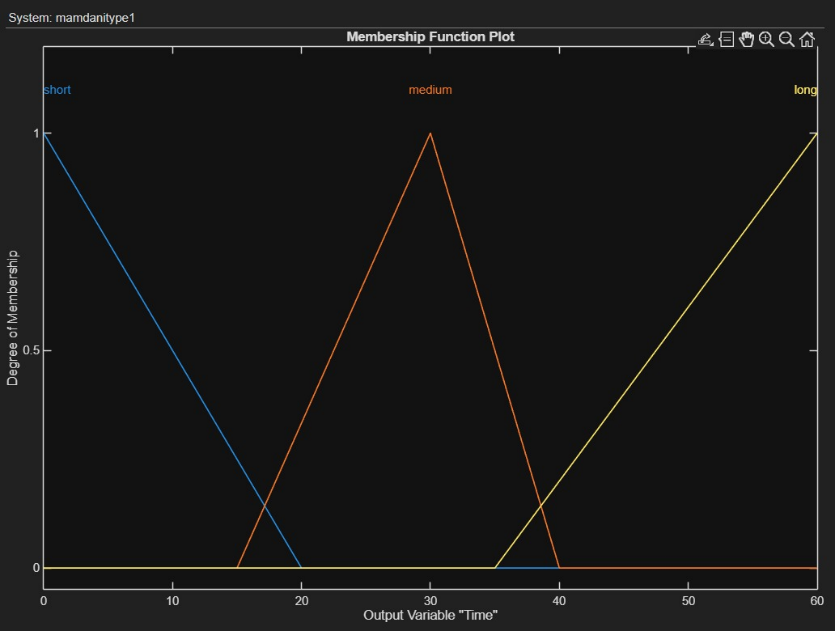 System: mamdanitype1
Membership Function Plot
short medium long
1
0.5
0
Degree of Membership
0 10 20 30 40 50 60
Output Variable "Time"